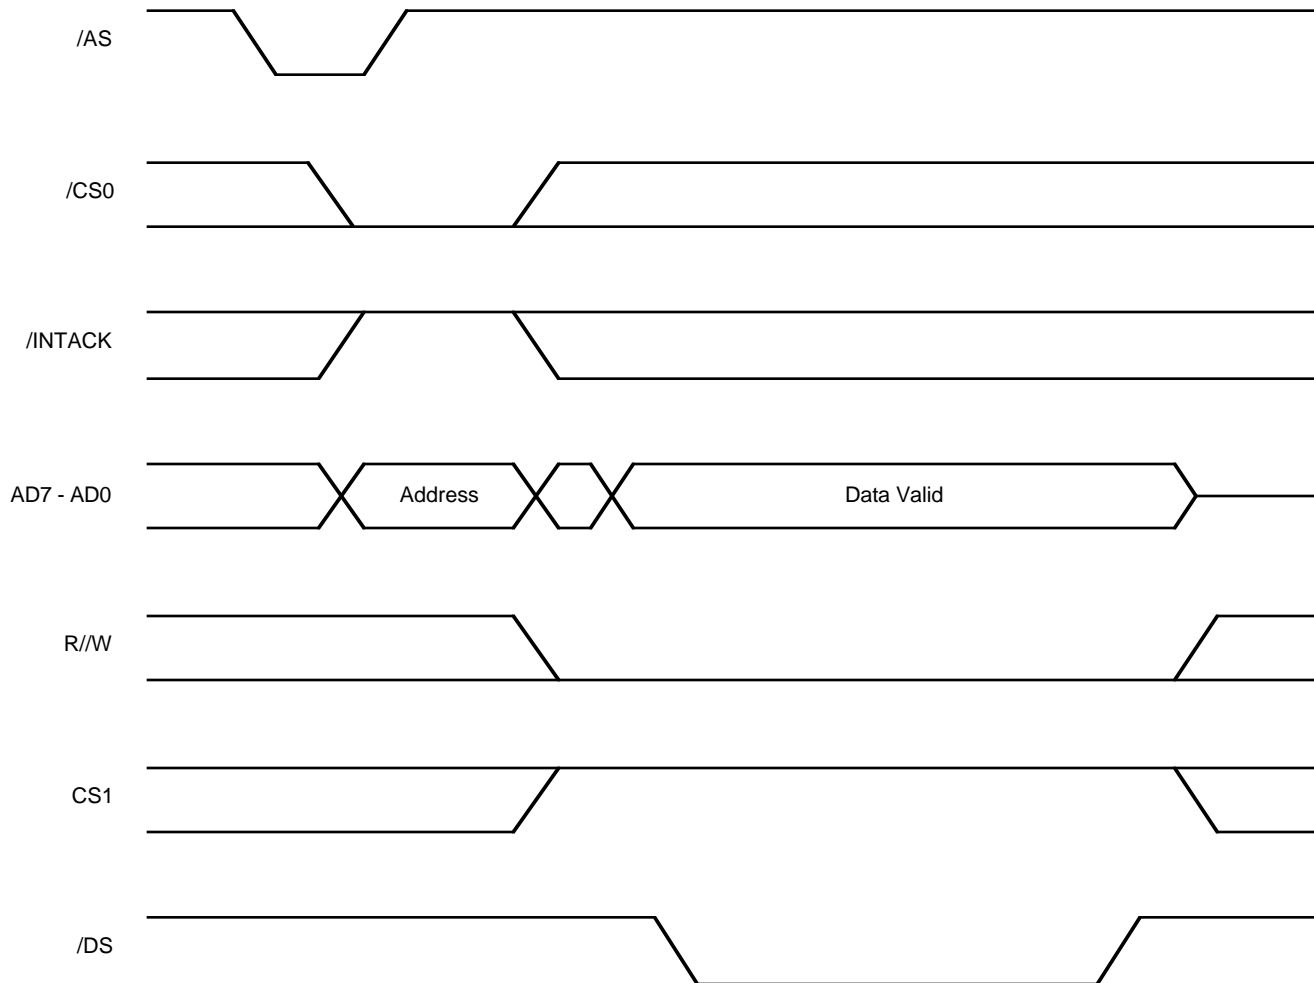 /AS
/CS0
/INTACK
AD7 - AD0
Address
Data Valid
R//W
CS1
/DS